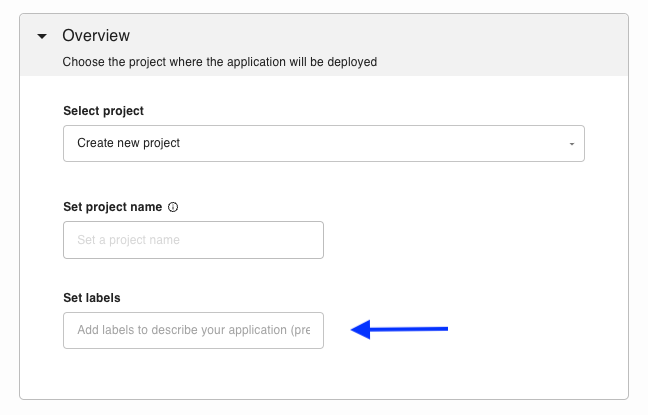 Overview
Choose the project where the application will be deployed
Select project
Create new project
Set project name
Set a project name
Set labels
Add labels to describe your application (pre